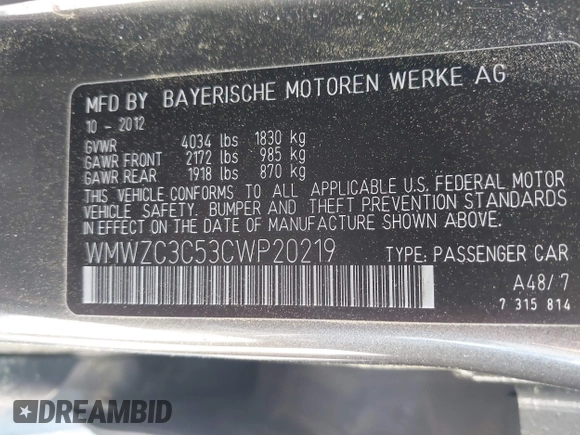 MFD BY BAYERISCHE MOTOREN WERKE AG
10 - 2012
GVWR 4034 lbs 1830 kg
GAWR FRONT 2172 lbs 985 kg
GAWR REAR 1918 lbs 870 kg
THIS VEHICLE CONFORMS TO ALL APPLICABLE U.S. FEDERAL MOTOR
VEHICLE SAFETY, BUMPER AND THEFT PREVENTION STANDARDS
IN EFFECT ON THE DATE OF MANUFACTURE SHOWN ABOVE.
WMWZC3C53CWP20219 TYPE: PASSENGER CAR
A48/7
7 315 814
DREAMBID